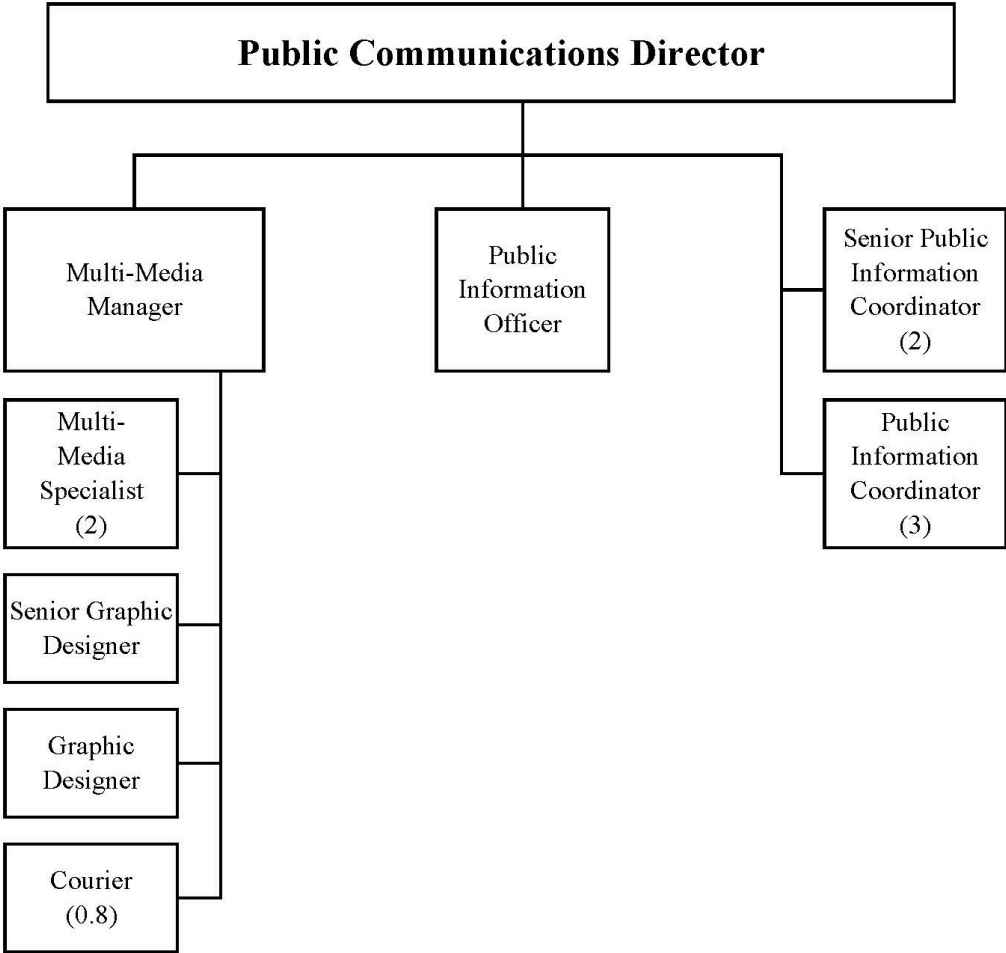 Public Communications Director
Multi-Media
Manager
Public
Information
Officer
Senior Public
Information
Coordinator
(2)
Multi-
Media
Specialist
(2)
Public
Information
Coordinator
(3)
Senior Graphic
Designer
Graphic
Designer
Courier
(0.8)